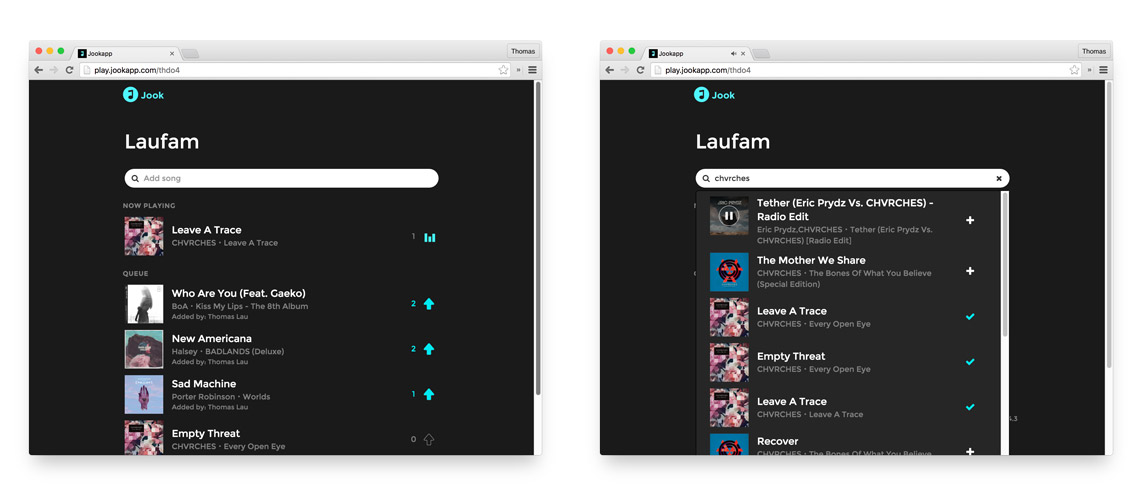 Jookapp
Thomas
play.jookapp.com/thdo4
Jook
Laufam
Add song
NOW PLAYING
Leave A Trace
CHVRCHES • Leave A Trace
1
QUEUE
Who Are You (Feat. Gaeko)
BoA • Kiss My Lips - The 8th Album
Added by: Thomas Lau
2
New Americana
Halsey • BADLANDS (Deluxe)
Added by: Thomas Lau
2
Sad Machine
Porter Robinson • Worlds
Added by: Thomas Lau
1
Empty Threat
CHVRCHES • Every Open Eye
0
Jookapp
Thomas
play.jookapp.com/thdo4
Jook
Laufam
chvrches
Tether (Eric Prydz Vs. CHVRCHES) -
Radio Edit
Eric Prydz,CHVRCHES • Tether (Eric Prydz Vs.
CHVRCHES) [Radio Edit]
The Mother We Share
CHVRCHES • The Bones Of What You Believe
(Special Edition)
Leave A Trace
CHVRCHES • Every Open Eye
Empty Threat
CHVRCHES • Every Open Eye
Leave A Trace
CHVRCHES • Leave A Trace
Recover
CHVRCHES • The Bones Of What You Believe